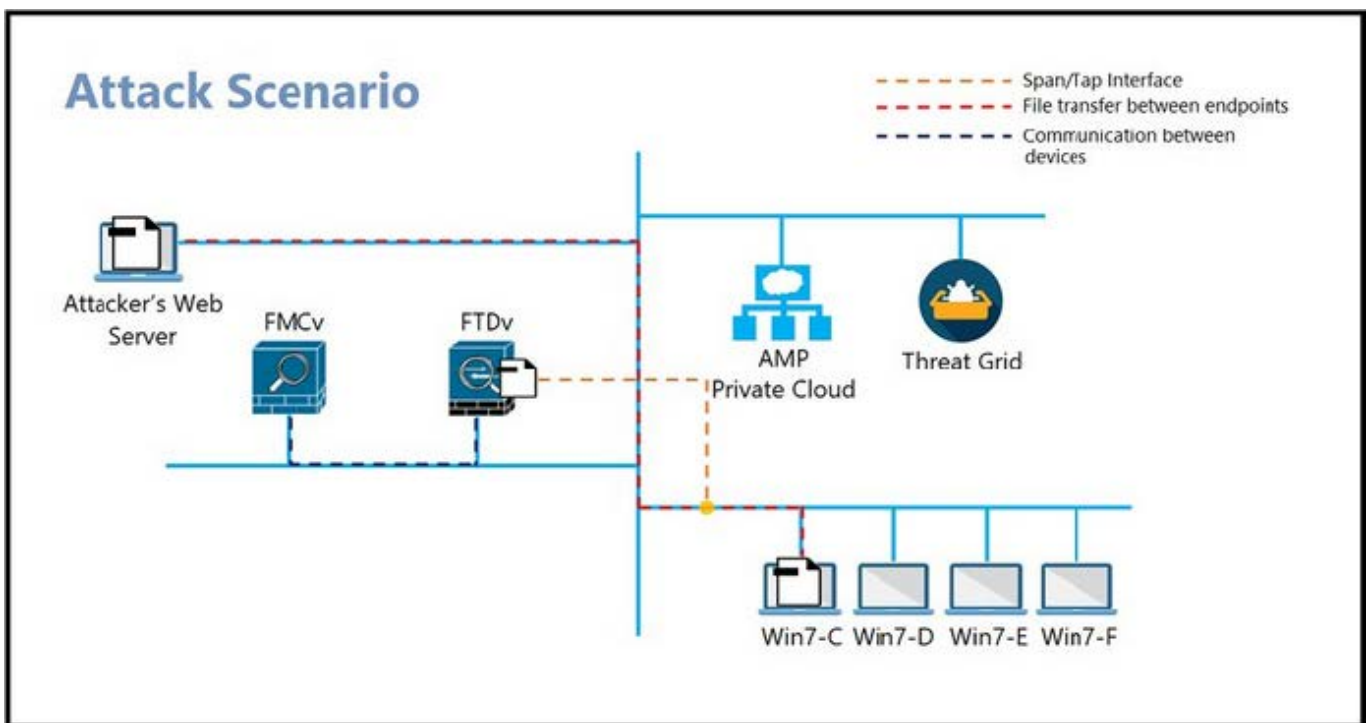 Attack Scenario
Span/Tap Interface
File transfer between endpoints
Communication between
devices
Attacker's Web
Server
FMCv
FTDv
AMP
Private Cloud
Threat Grid
Win7-C
Win7-D
Win7-E
Win7-F